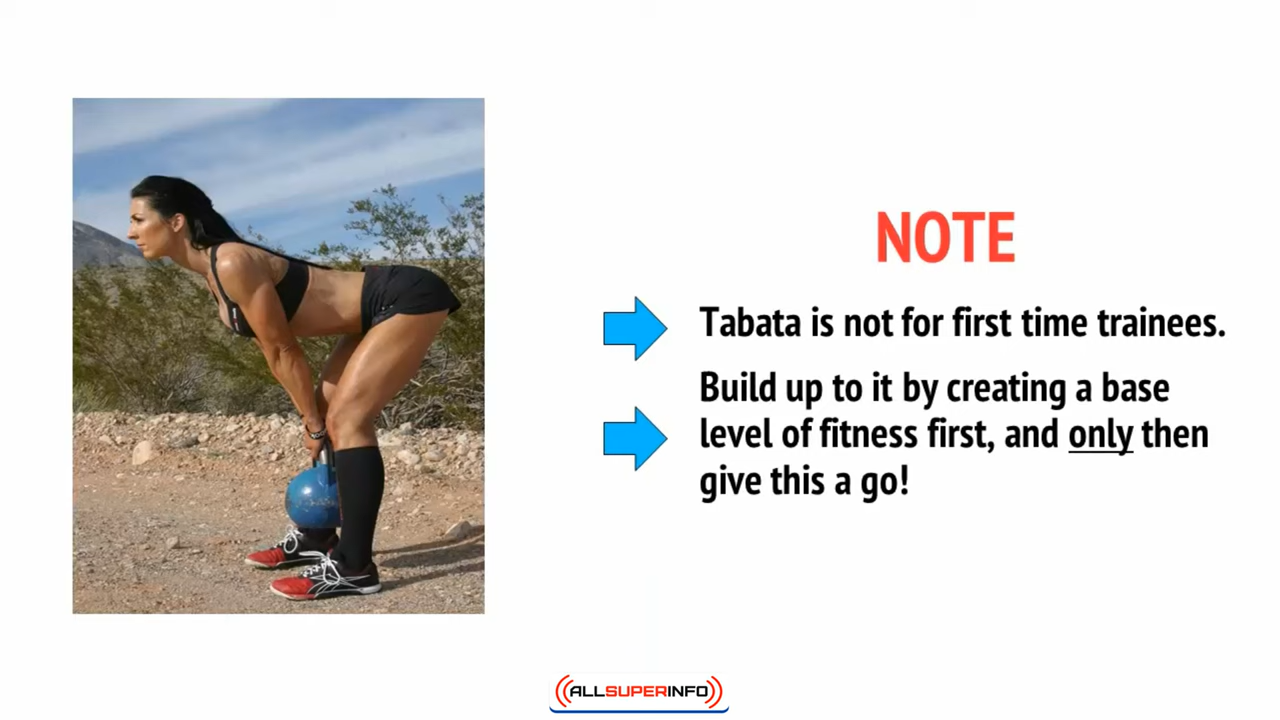 NOTE
Tabata is not for first time trainees.
Build up to it by creating a base
level of fitness first, and only then
give this a go!
ALLSUPERINFO